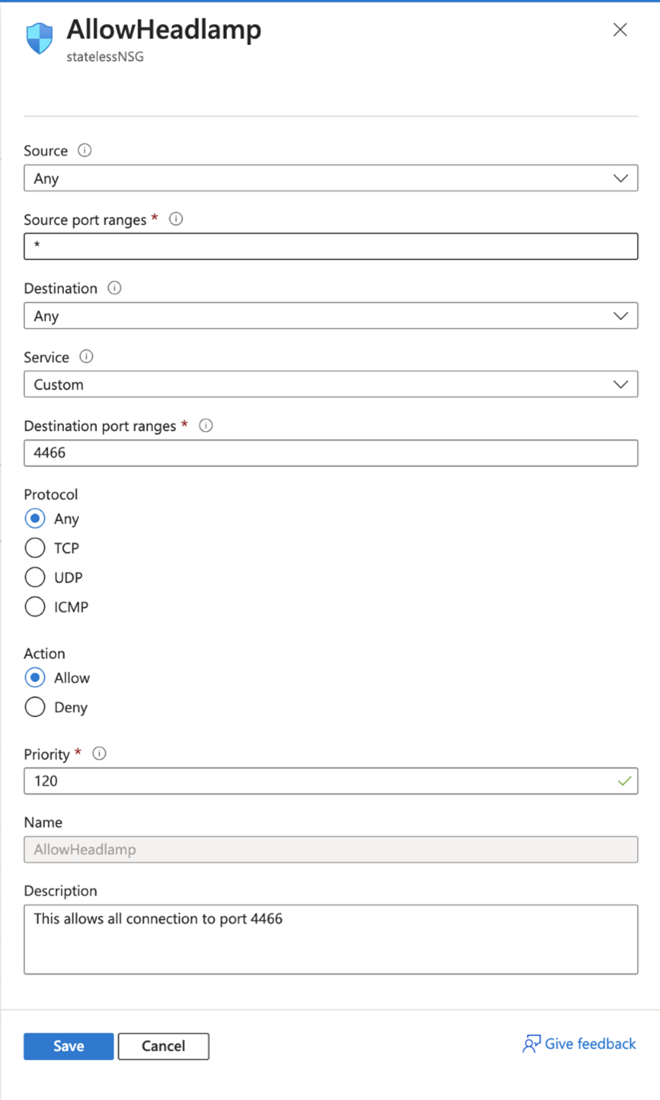 AllowHeadlamp
statelessNSG
Source
Any
Source port ranges *
*
Destination
Any
Service
Custom
Destination port ranges *
4466
Protocol
Any
TCP
UDP
ICMP
Action
Allow
Deny
Priority *
120
Name
AllowHeadlamp
Description
This allows all connection to port 4466
Save Cancel Give feedback